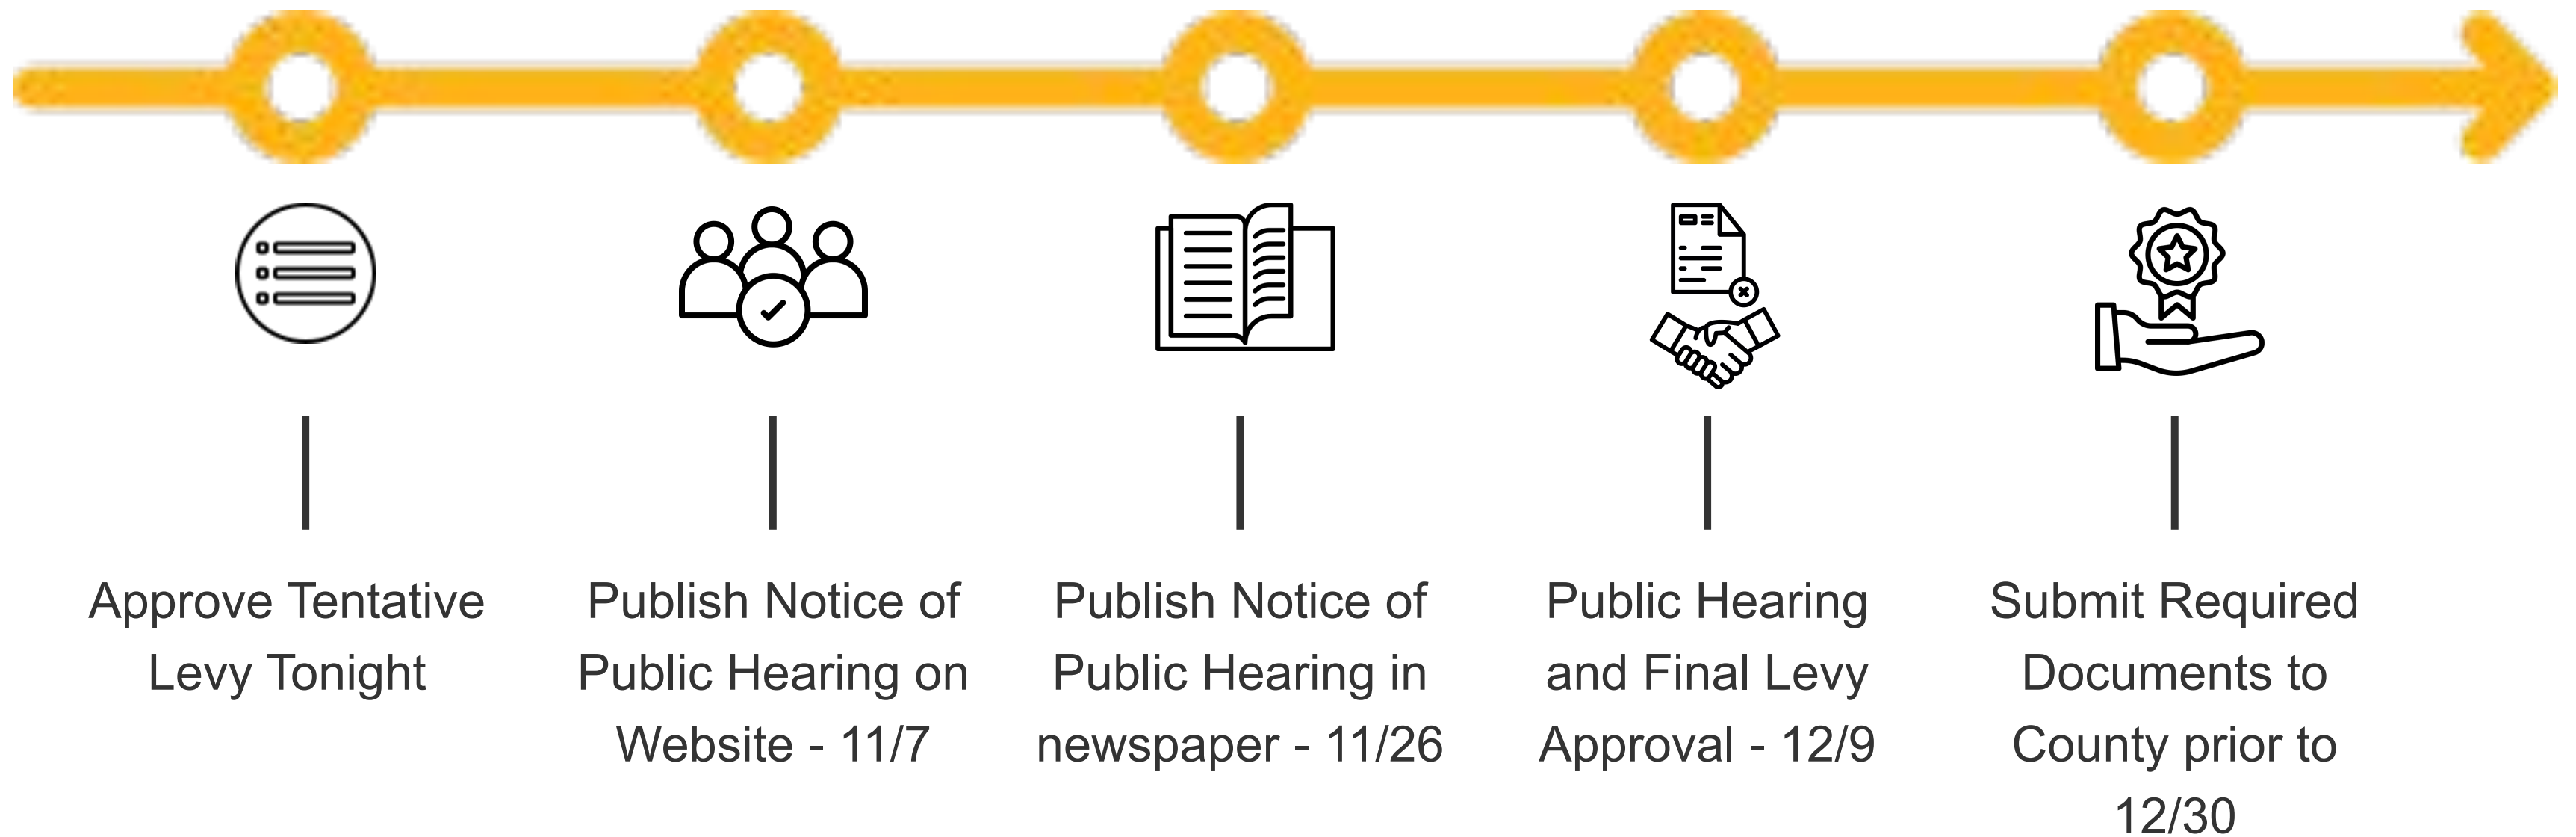 Approve Tentative
Levy Tonight
Publish Notice of
Public Hearing on
Website - 11/7
Publish Notice of
Public Hearing in
newspaper - 11/26
Public Hearing
and Final Levy
Approval - 12/9
Submit Required
Documents to
County prior to
12/30